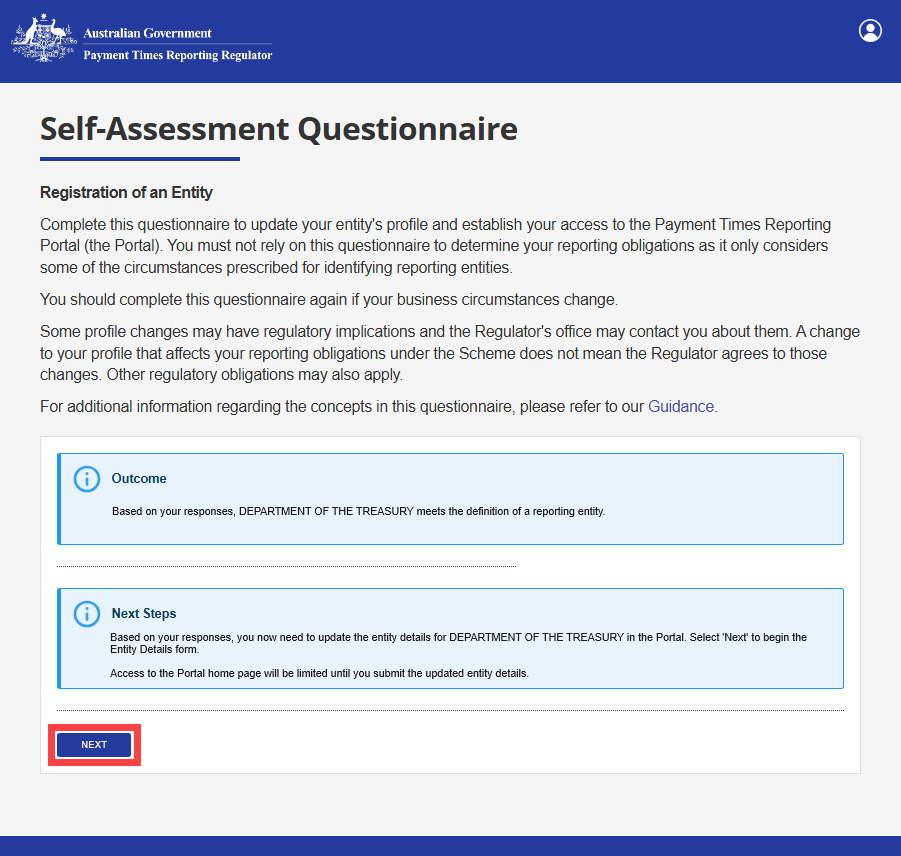 Australian Government
Payment Times Reporting Regulator
Self-Assessment Questionnaire
Registration of an Entity
Complete this questionnaire to update your entity's profile and establish your access to the Payment Times Reporting
Portal (the Portal). You must not rely on this questionnaire to determine your reporting obligations as it only considers
some of the circumstances prescribed for identifying reporting entities.
You should complete this questionnaire again if your business circumstances change.
Some profile changes may have regulatory implications and the Regulator's office may contact you about them. A change
to your profile that affects your reporting obligations under the Scheme does not mean the Regulator agrees to those
changes. Other regulatory obligations may also apply.
For additional information regarding the concepts in this questionnaire, please refer to our Guidance.
Outcome
Based on your responses, DEPARTMENT OF THE TREASURY meets the definition of a reporting entity.
Next Steps
Based on your responses, you now need to update the entity details for DEPARTMENT OF THE TREASURY in the Portal. Select 'Next' to begin the
Entity Details form.
Access to the Portal home page will be limited until you submit the updated entity details.
NEXT